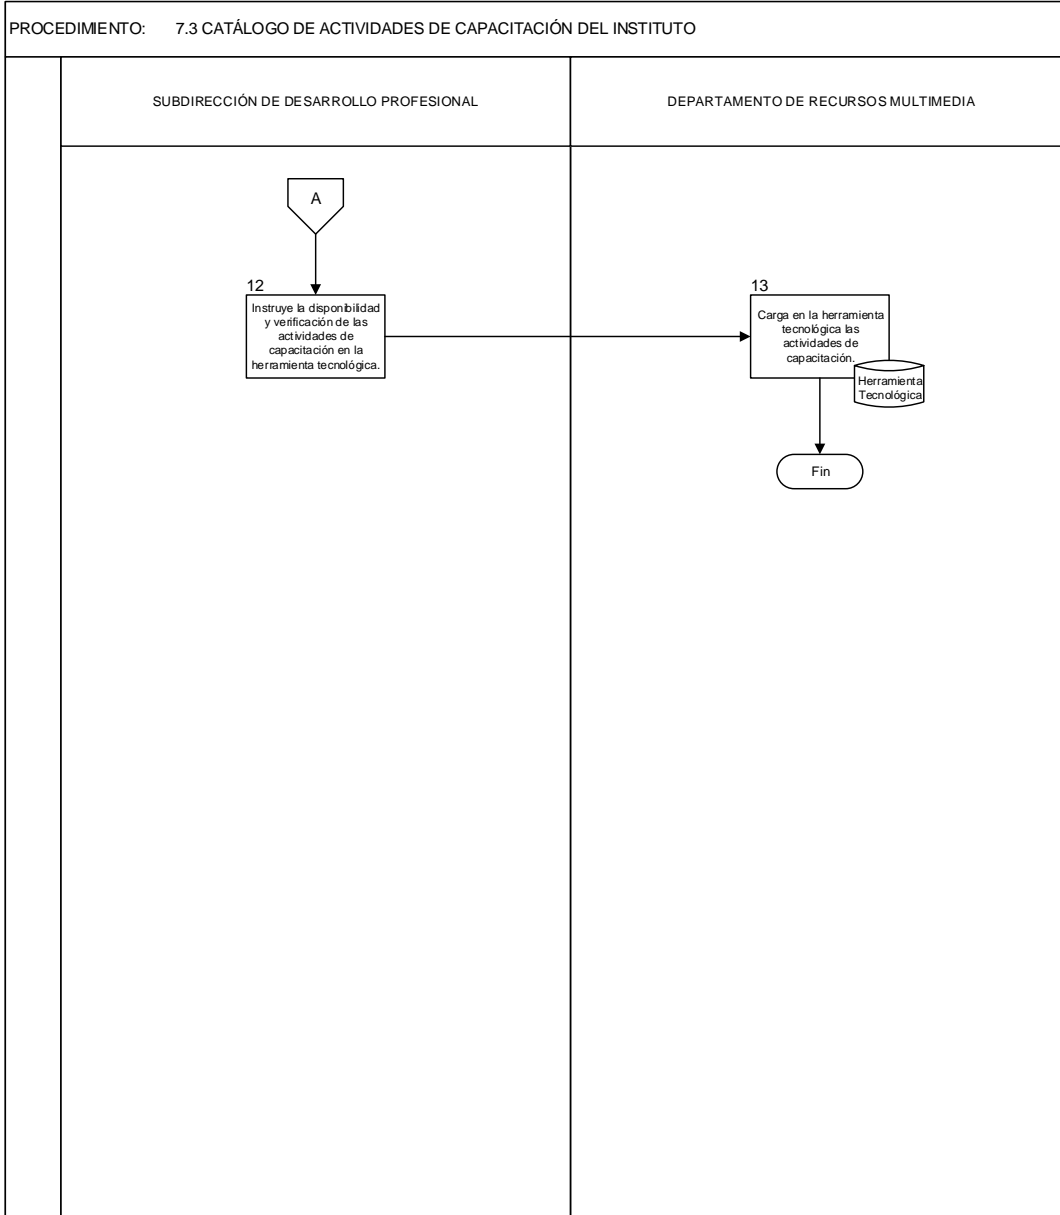 PROCEDIMIENTO: 7.3 CATÁLOGO DE ACTIVIDADES DE CAPACITACIÓN DEL INSTITUTO
SUBDIRECCIÓN DE DESARROLLO PROFESIONAL
DEPARTAMENTO DE RECURSOS MULTIMEDIA
A
12
Instruye la disponibilidad
y verificación de las
actividades de
capacitación en la
herramienta tecnológica.
13
Carga en la herramienta
tecnológica las
actividades de
capacitación.
Herramienta
Tecnológica
Fin